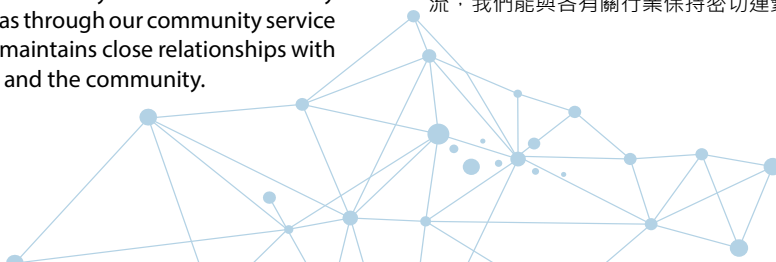 as through our community service
maintains close relationships with
and the community.
流，我們能與各有關行業保持密切連繫